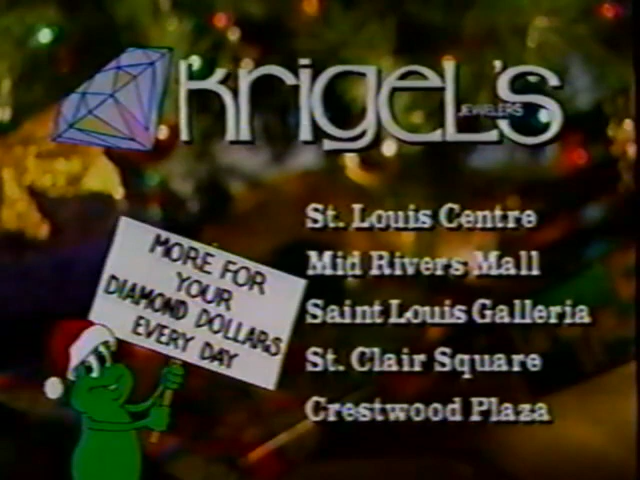 Krigel's
JEWELERS
St. Louis Centre
Mid Rivers Mall
Saint Louis Galleria
St. Clair Square
Crestwood Plaza
MORE FOR
YOUR
DIAMOND DOLLARS
EVERY DAY